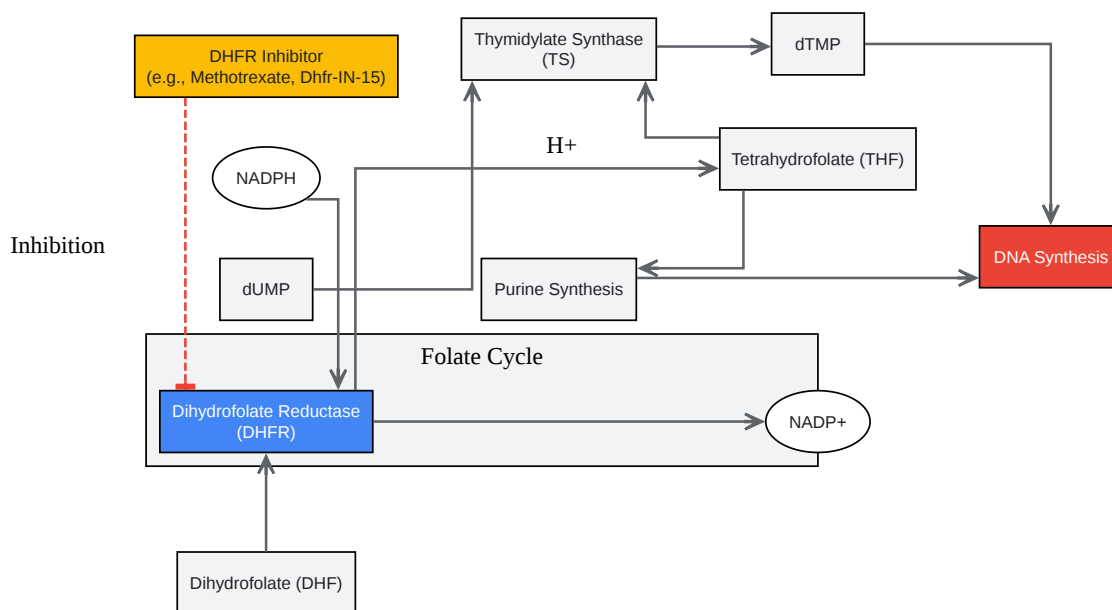 Thymidylate Synthase
(TS)
dTMP
DHFR Inhibitor
(e.g., Methotrexate, Dhfr-IN-15)
H+
Tetrahydrofolate (THF)
NADPH
Inhibition
DNA Synthesis
dUMP
Purine Synthesis
Folate Cycle
Dihydrofolate Reductase
(DHFR)
NADP+
Dihydrofolate (DHF)